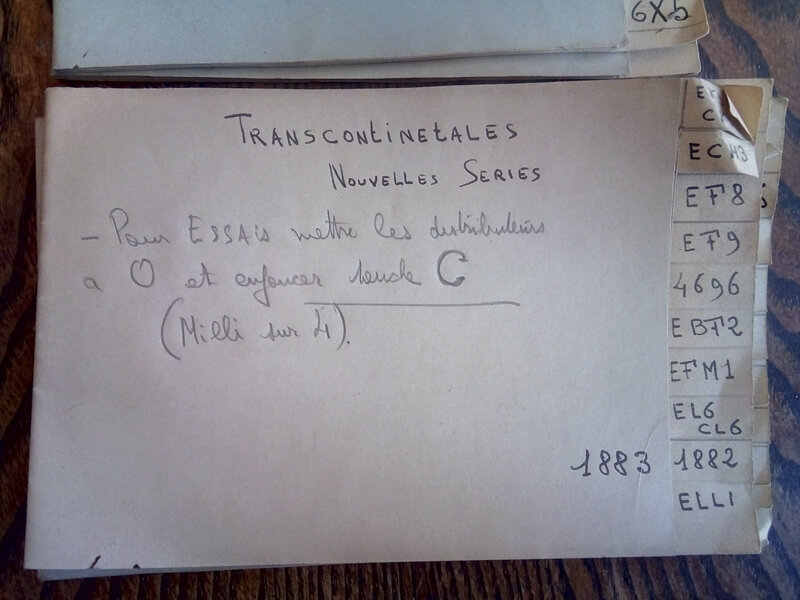 6X5
TRANSCONTINETALES
NOUVELLES SERIES
- Pour ESSAIS mettre les distributeurs
a O et enfoncer touche C
(Milli sur 4).
ECH3
EF8
EF9
4696
EBF2
EFM1
EL6
CL6
1883 1882
ELL1